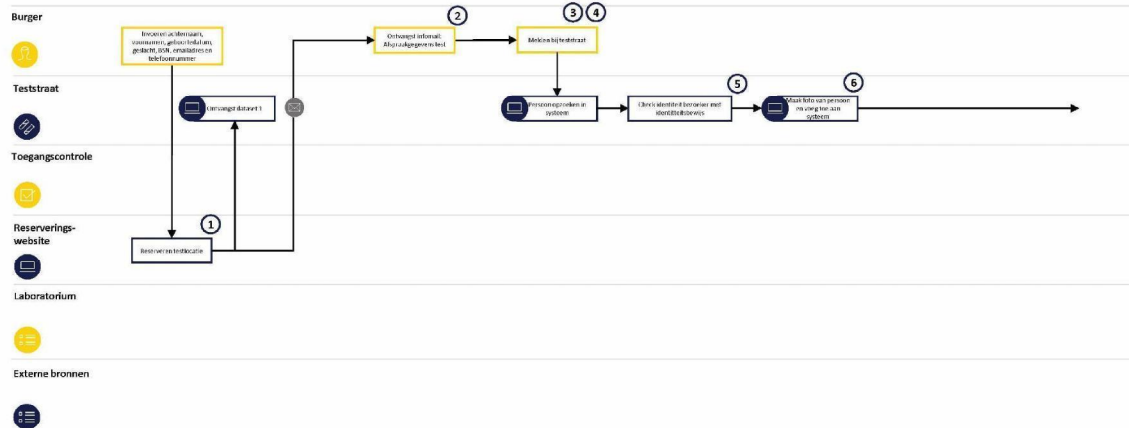 Burger
Invoeren achternaam,
voornamen, geboortedatum,
geslacht, BSN, emailadres en
telefoonnummer
2
Ontvangst infomail:
Afspraakgegevens test
3 4
Melden bij teststraat
Teststraat
Ontvangst dataset 1
Persoon opzoeken in
systeem
5
Check identiteit bezoeker met
identiteitsbewijs
6
Maak foto van persoon
en voeg toe aan
systeem
Toegangscontrole
Reserverings-
website
1
Reserveren testlocatie
Laboratorium
Externe bronnen